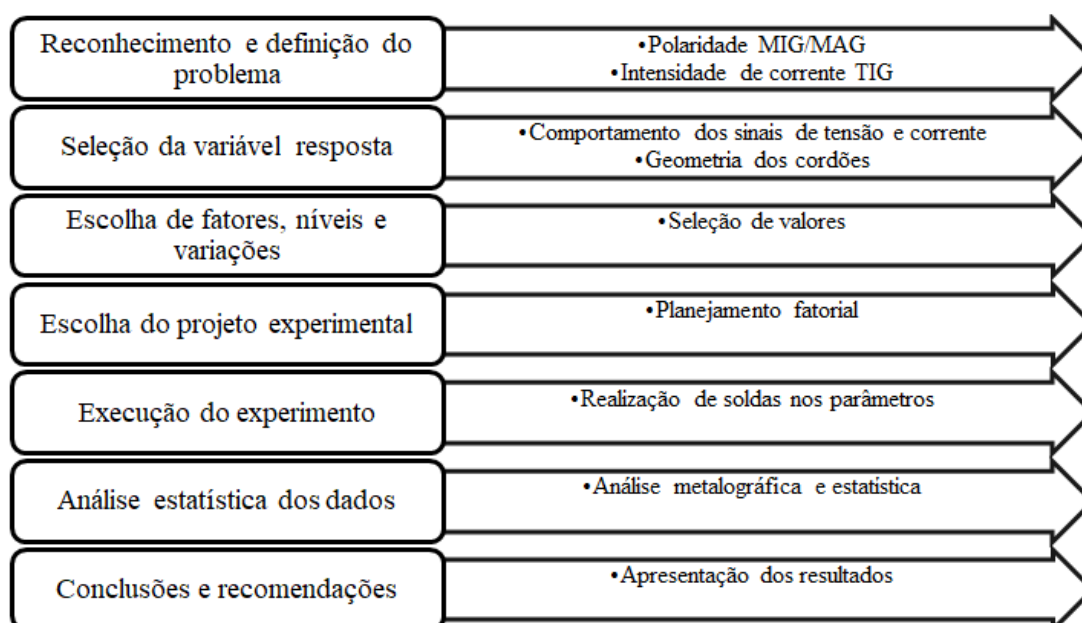 Reconhecimento e definição do
problema
•Polaridade MIG/MAG
•Intensidade de corrente TIG
Seleção da variável resposta
•Comportamento dos sinais de tensão e corrente
•Geometria dos cordões
Escolha de fatores, níveis e
variações
•Seleção de valores
Escolha do projeto experimental
•Planejamento fatorial
Execução do experimento
•Realização de soldas nos parâmetros
Análise estatística dos dados
•Análise metalográfica e estatística
Conclusões e recomendações
•Apresentação dos resultados